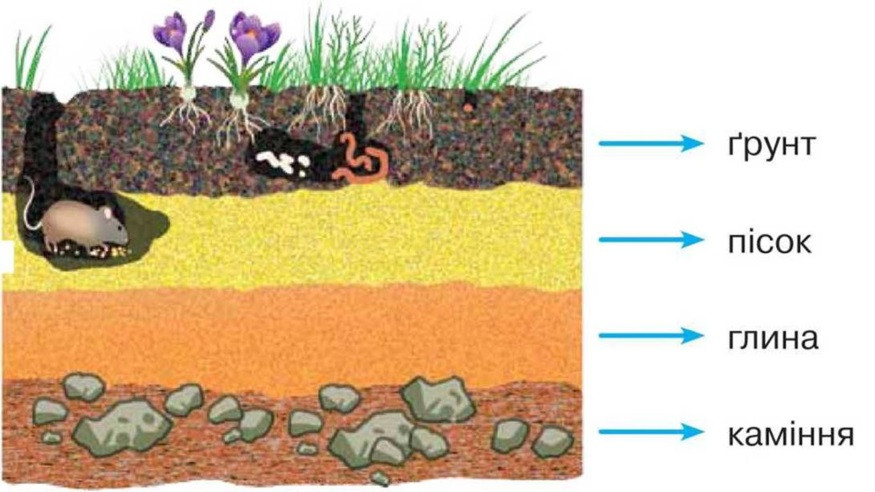 ґрунт
пісок
глина
каміння